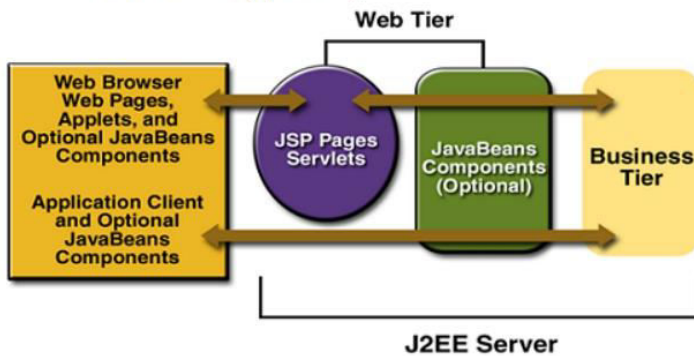 Web Tier
Web Browser
Web Pages,
Applets, and
Optional JavaBeans
Components
Application Client
and Optional
JavaBeans
Components
JSP Pages
Servlets
JavaBeans
Components
(Optional)
Business
Tier
J2EE Server